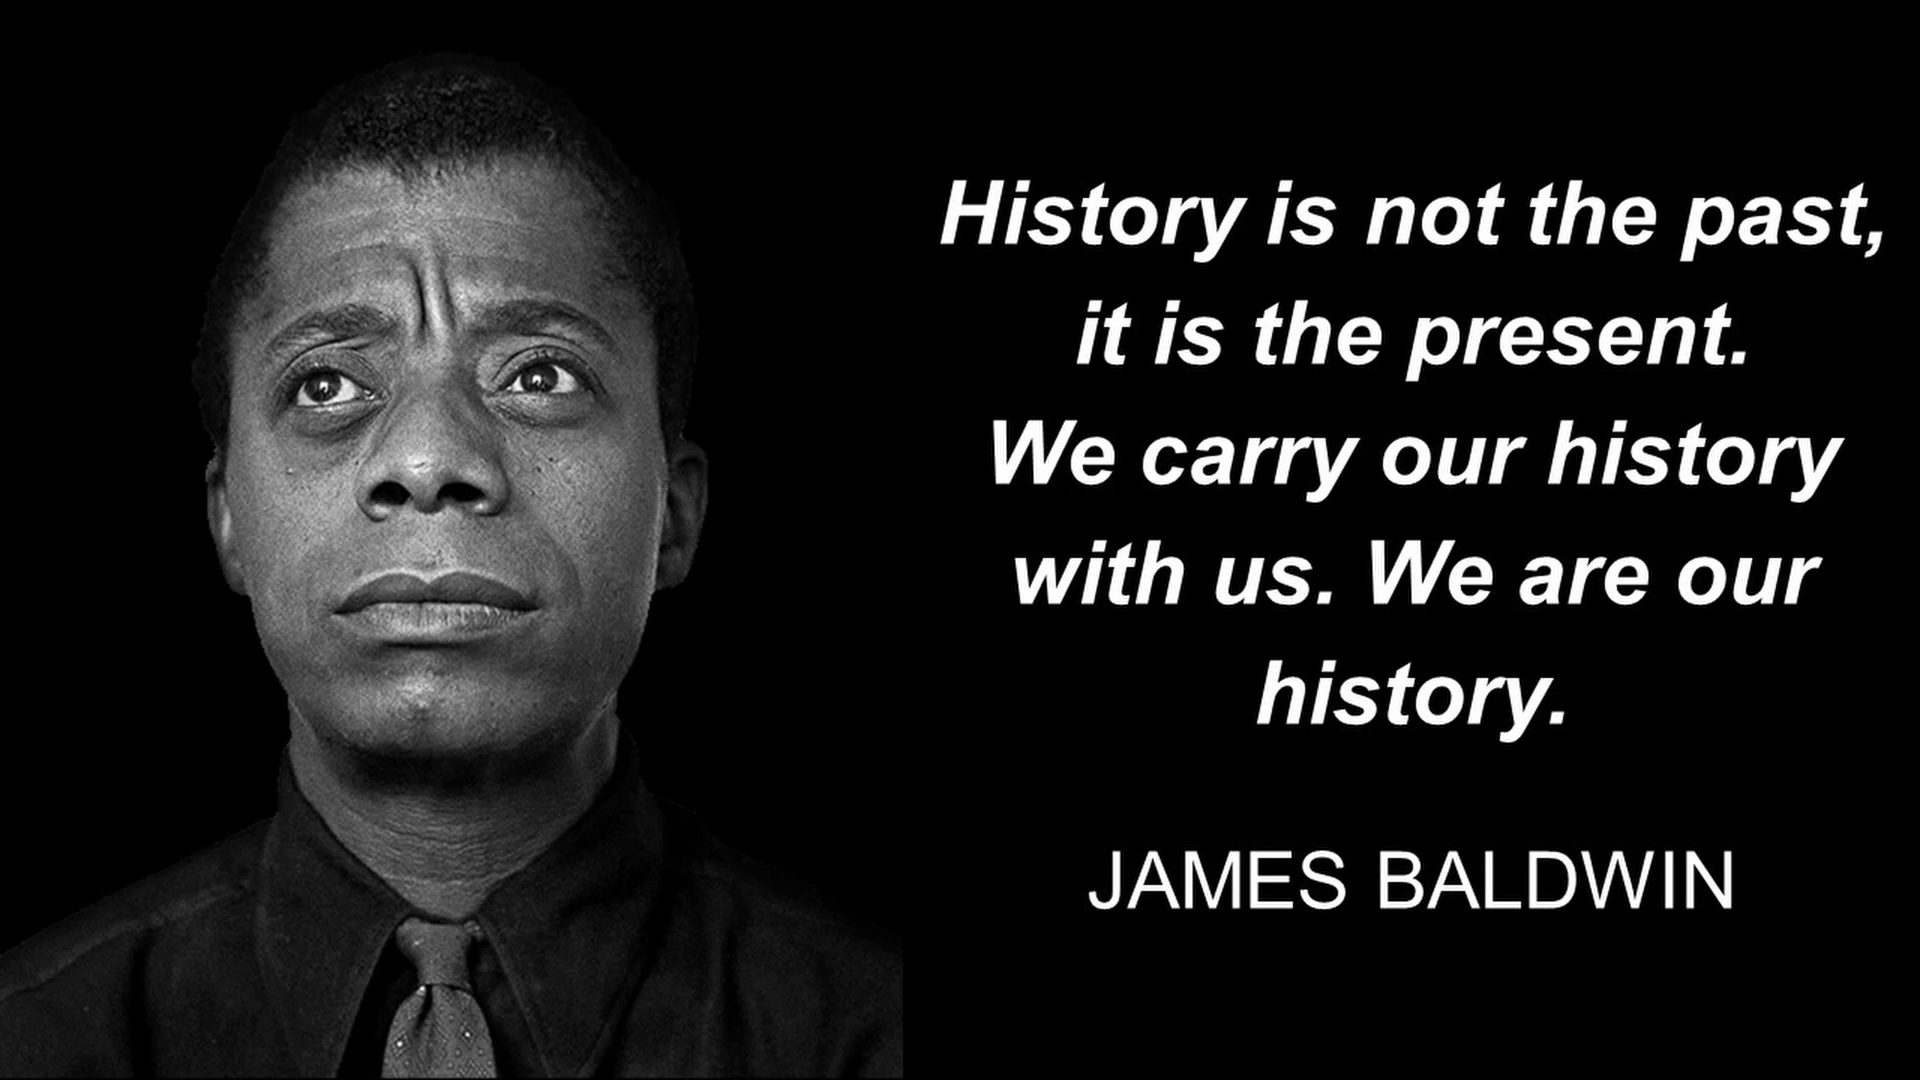 History is not the past,
it is the present.
We carry our history
with us. We are our
history.
JAMES BALDWIN